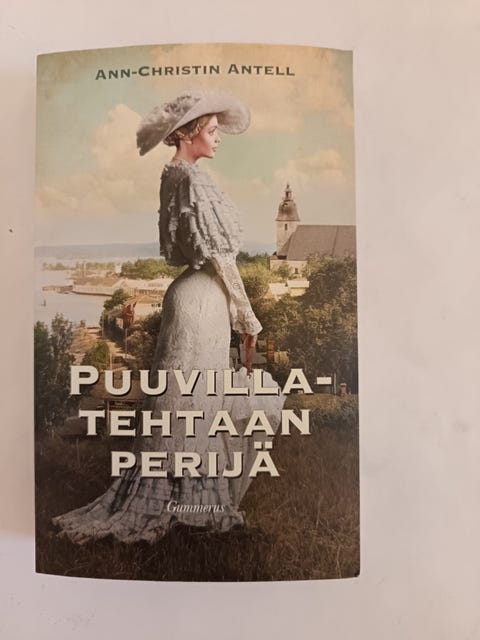 ANN-CHRISTIN ANTELL
PUUVILLA-
TEHTAAN
PERIJÄ
Gummerus